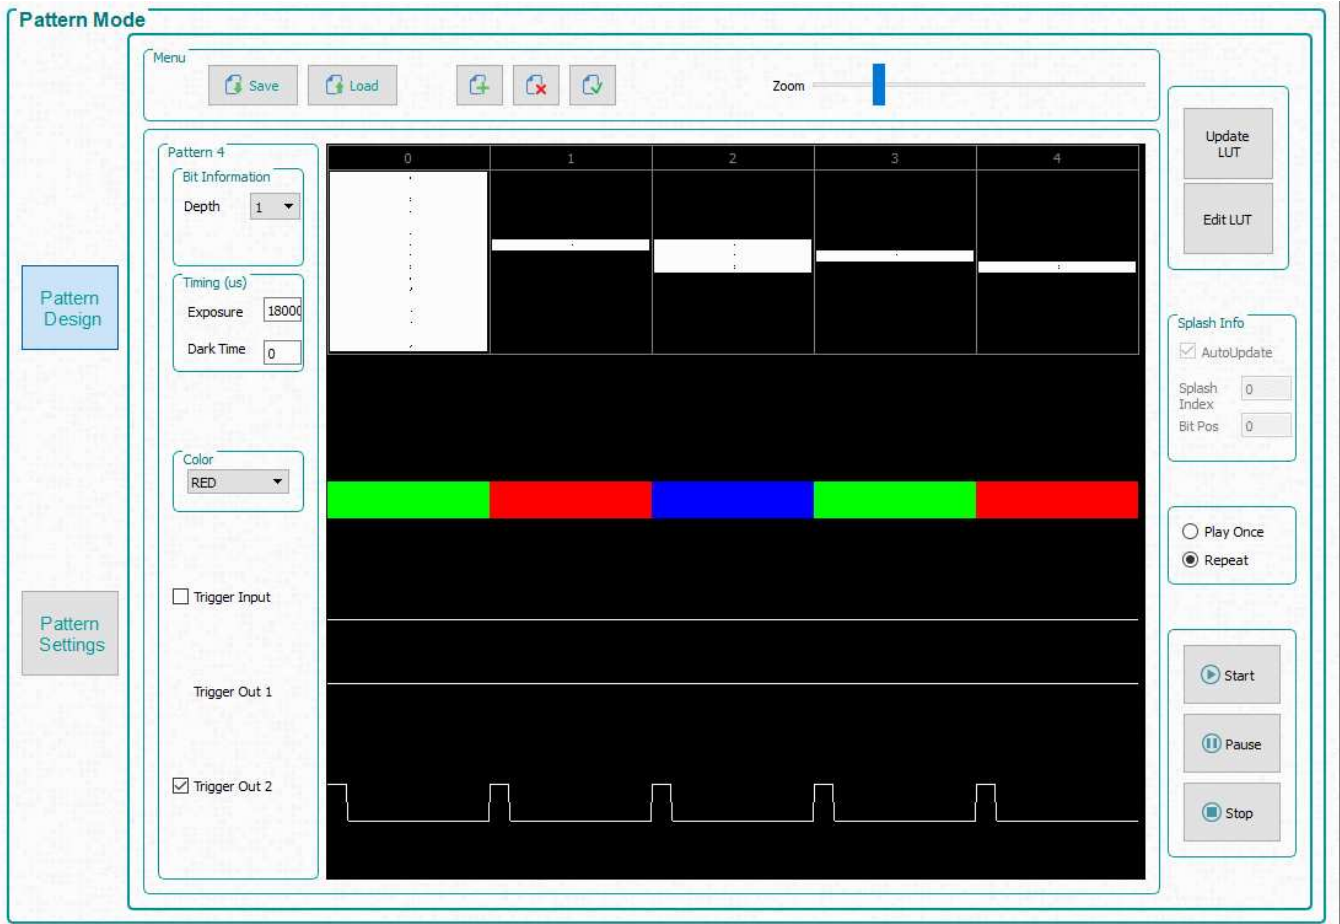 Pattern Mode
Menu
Save
Load
Zoom
Pattern 4
Bit Information
Depth 1
Timing (us)
Exposure 18000
Dark Time 0
Color
RED
Trigger Input
Trigger Out 1
Trigger Out 2
0 1 2 3 4
Pattern
Design
Pattern
Settings
Update
LUT
Edit LUT
Splash Info
AutoUpdate
Splash
Index 0
Bit Pos 0
Play Once
Repeat
Start
Pause
Stop